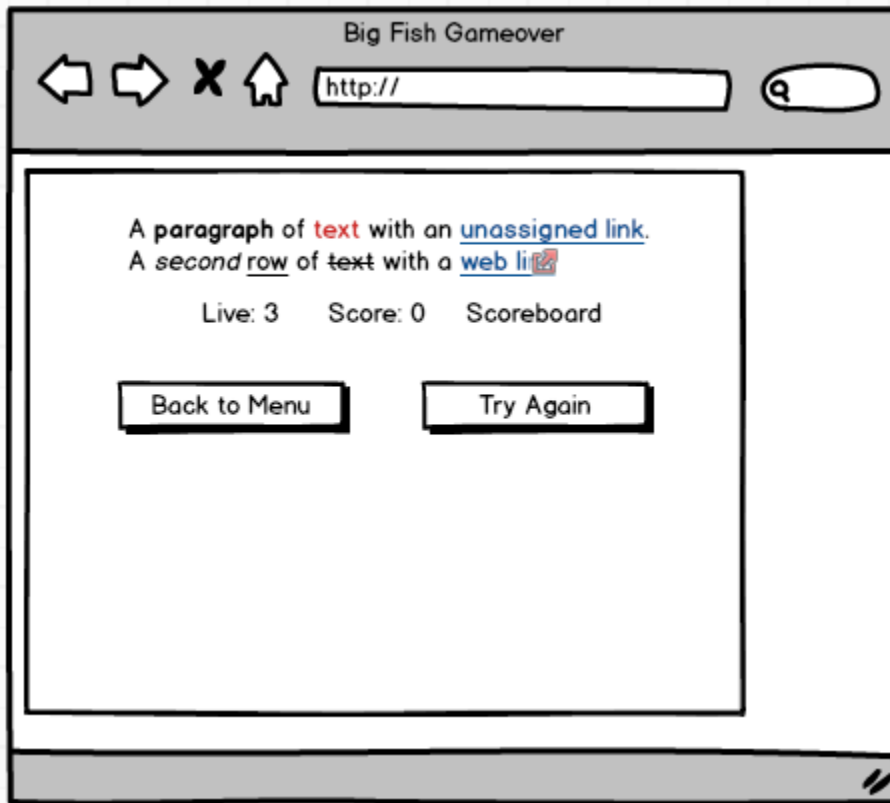 Big Fish Gameover
http://
A paragraph of text with an unassigned link.
A second row of text with a web
Live: 3 Score: 0 Scoreboard
Back to Menu Try Again